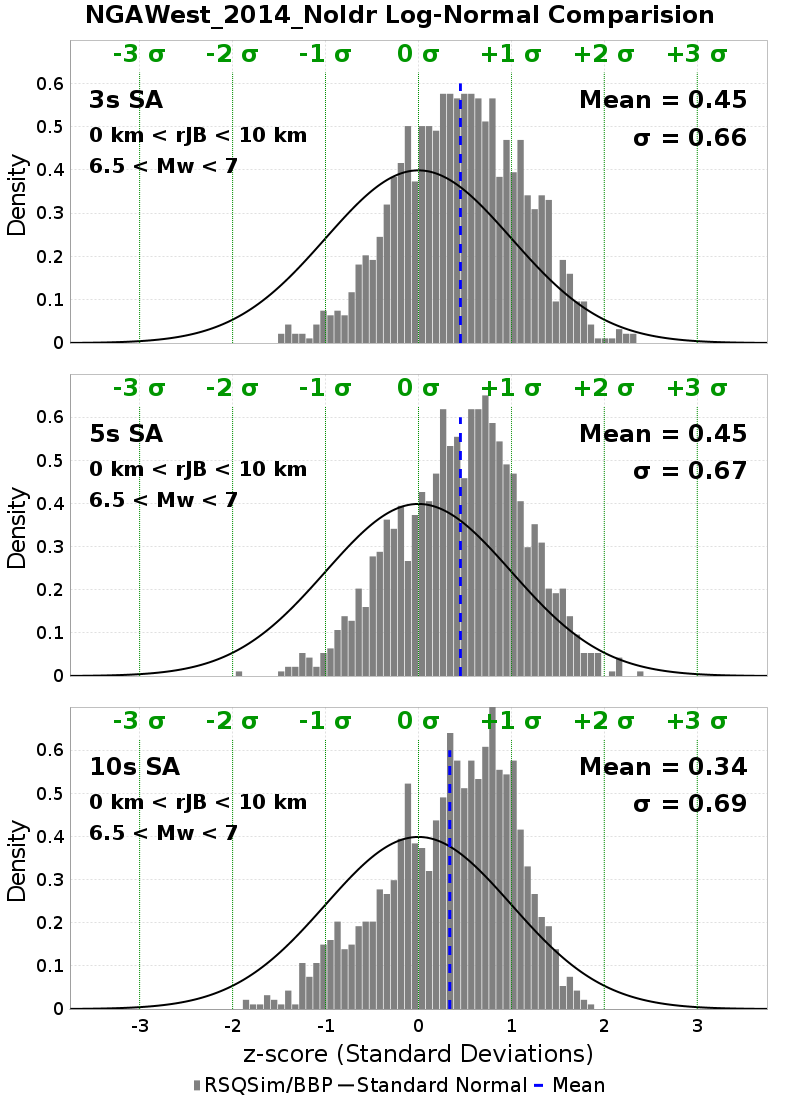 NGAWest_2014_NoIdr Log-Normal Comparision
-3 σ -2 σ -1 σ 0 σ +1 σ +2 σ +3 σ
3s SA
0 km < rJB < 10 km
6.5 < Mw < 7
Mean = 0.45
σ = 0.66
0.6
0.5
0.4
0.3
0.2
0.1
0
Density
-3 σ -2 σ -1 σ 0 σ +1 σ +2 σ +3 σ
5s SA
0 km < rJB < 10 km
6.5 < Mw < 7
Mean = 0.45
σ = 0.67
0.6
0.5
0.4
0.3
0.2
0.1
0
Density
-3 σ -2 σ -1 σ 0 σ +1 σ +2 σ +3 σ
10s SA
0 km < rJB < 10 km
6.5 < Mw < 7
Mean = 0.34
σ = 0.69
0.6
0.5
0.4
0.3
0.2
0.1
0
Density
-3 -2 -1 0 1 2 3
z-score (Standard Deviations)
RSQSim/BBP Standard Normal Mean